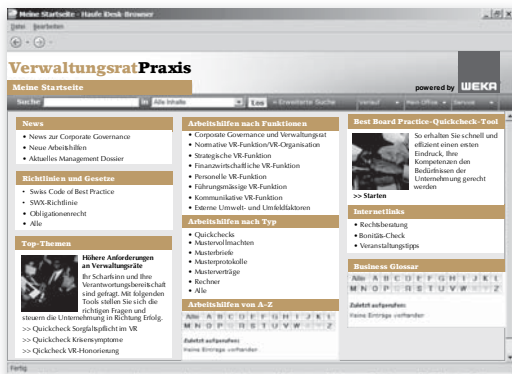 Meine Startseite - Haufe iDesk-Browser
Datei Bearbeiten
VerwaltungsratPraxis
Meine Startseite
powered by WEKA
Suche in Alle Inhalte Los » Erweiterte Suche Verlauf Mein Office Service
News
• News zur Corporate Governance
• Neue Arbeitshilfen
• Aktuelles Management Dossier
Richtlinien und Gesetze
• Swiss Code of Best Practice
• SWX-Richtlinie
• Obligationenrecht
• Alle
Top-Themen
Höhere Anforderungen
an Verwaltungsräte
Ihr Scharfsinn und Ihre
Verantwortungsbereitschaft
sind gefragt. Mit folgenden
Tools stellen Sie sich die
richtigen Fragen und
steuern die Unternehmung in Richtung Erfolg.
>> Quickcheck Sorgfaltspflicht im VR
>> Quickcheck Krisensymptome
>> Qickcheck VR-Honorierung
Arbeitshilfen nach Funktionen
• Corporate Governance und Verwaltungsrat
• Normative VR-Funktion/VR-Organisation
• Strategische VR-Funktion
• Finanzwirtschaftliche VR-Funktion
• Personelle VR-Funktion
• Führungsmässige VR-Funktion
• Kommunikative VR-Funktion
• Externe Umwelt- und Umfeldfaktoren
Arbeitshilfen nach Typ
• Quickchecks
• Mustervollmachten
• Musterbriefe
• Musterprotokolle
• Musterverträge
• Rechner
• Alle
Arbeitshilfen von A-Z
Alle A B C D E F G H I J K L
M N O P Q R S T U V W X Y Z
Zuletzt aufgerufen:
Keine Einträge vorhanden
Best Board Practice-Quickcheck-Tool
So erhalten Sie schnell und
effizient einen ersten
Eindruck, Ihre
Kompetenzen den
Bedürfnissen der
Unternehmung gerecht
werden
>> Starten
Internetlinks
• Rechtsberatung
• Bonitäts-Check
• Veranstaltungstipps
Business Glossar
Alle A B C D E F G H I J K L
M N O P Q R S T U V W X Y Z
Zuletzt aufgerufen:
Keine Einträge vorhanden
Fertig